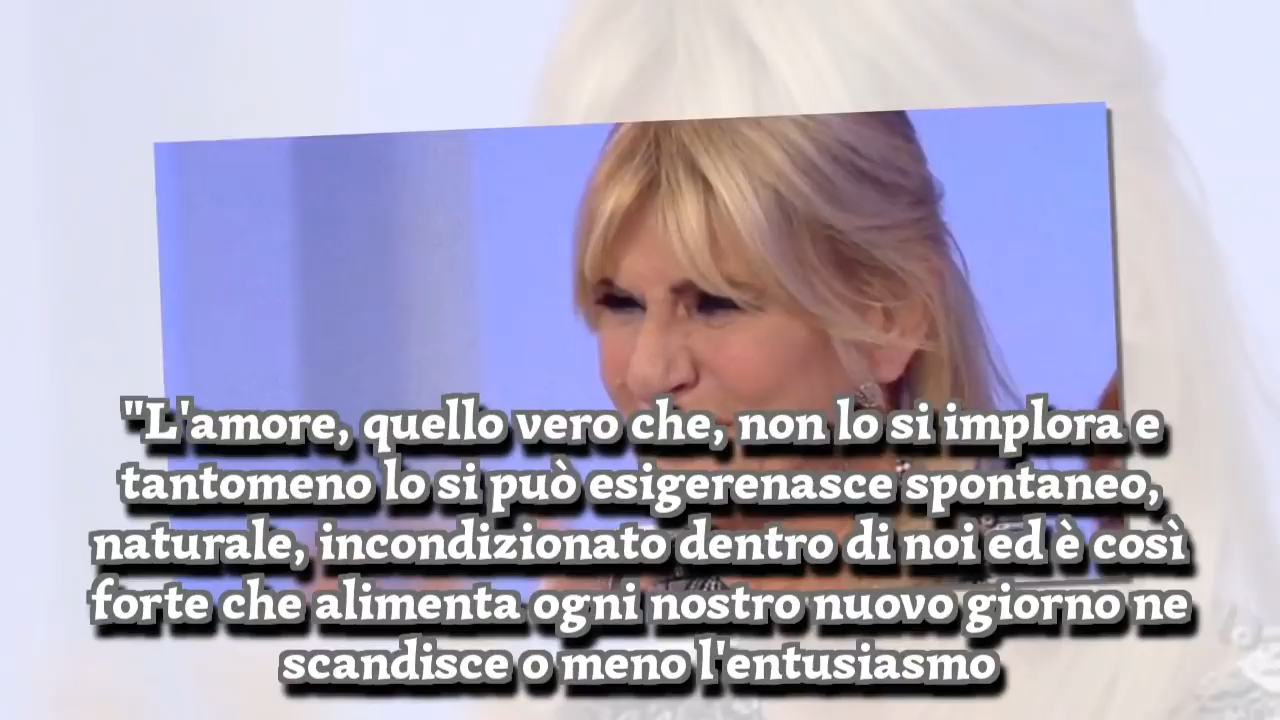 "L'amore, quello vero che, non lo si implora e
tantomeno lo si può esigerenasce spontaneo,
naturale, incondizionato dentro di noi ed è così
forte che alimenta ogni nostro nuovo giorno ne
scandisce o meno l'entusiasmo